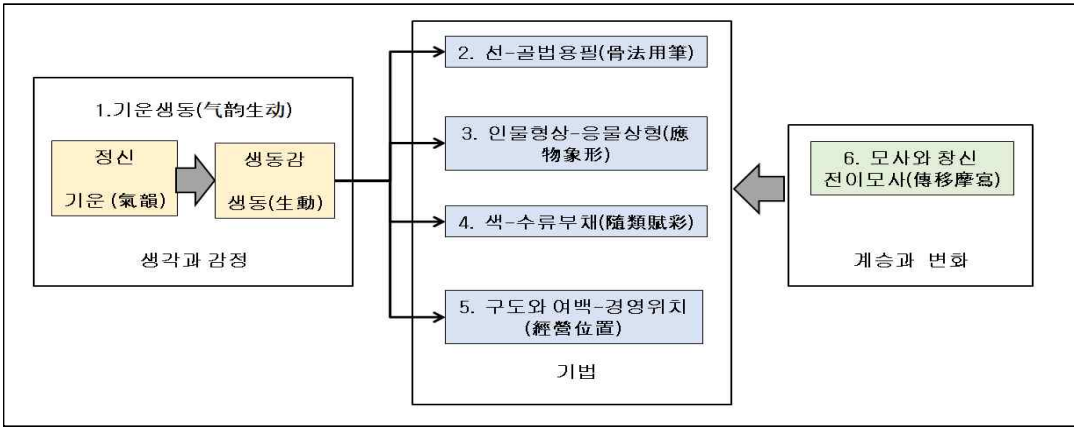 1.기운생동(气韵生动)
정신
기운 (氣韻)
생동감
생동(生動)
생각과 감정
2. 선-골법용필(骨法用筆)
3. 인물형상-응물상형(應
物象形)
4. 색-수류부채(隨類賦彩)
5. 구도와 여백-경영위치
(經營位置)
기법
6. 모사와 창신
전이모사(傳移摩寫)
계승과 변화